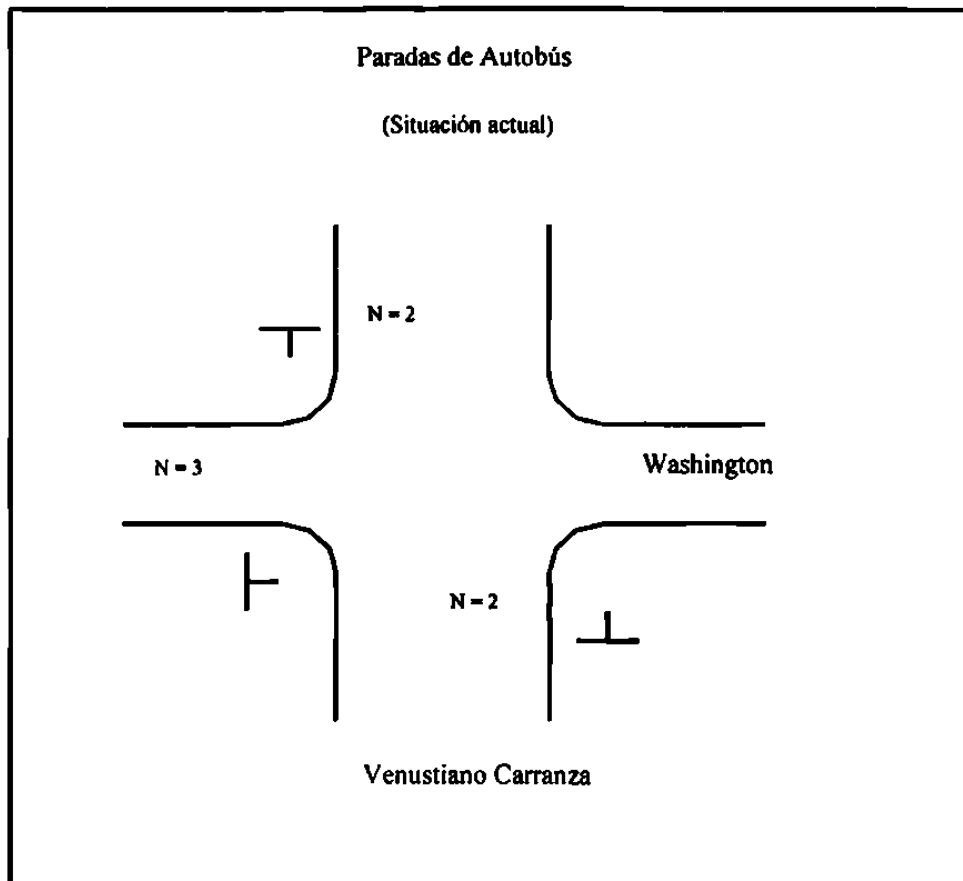 Paradas de Autobús
(Situación actual)
N = 2
N = 3
Washington
N = 2
Venustiano Carranza